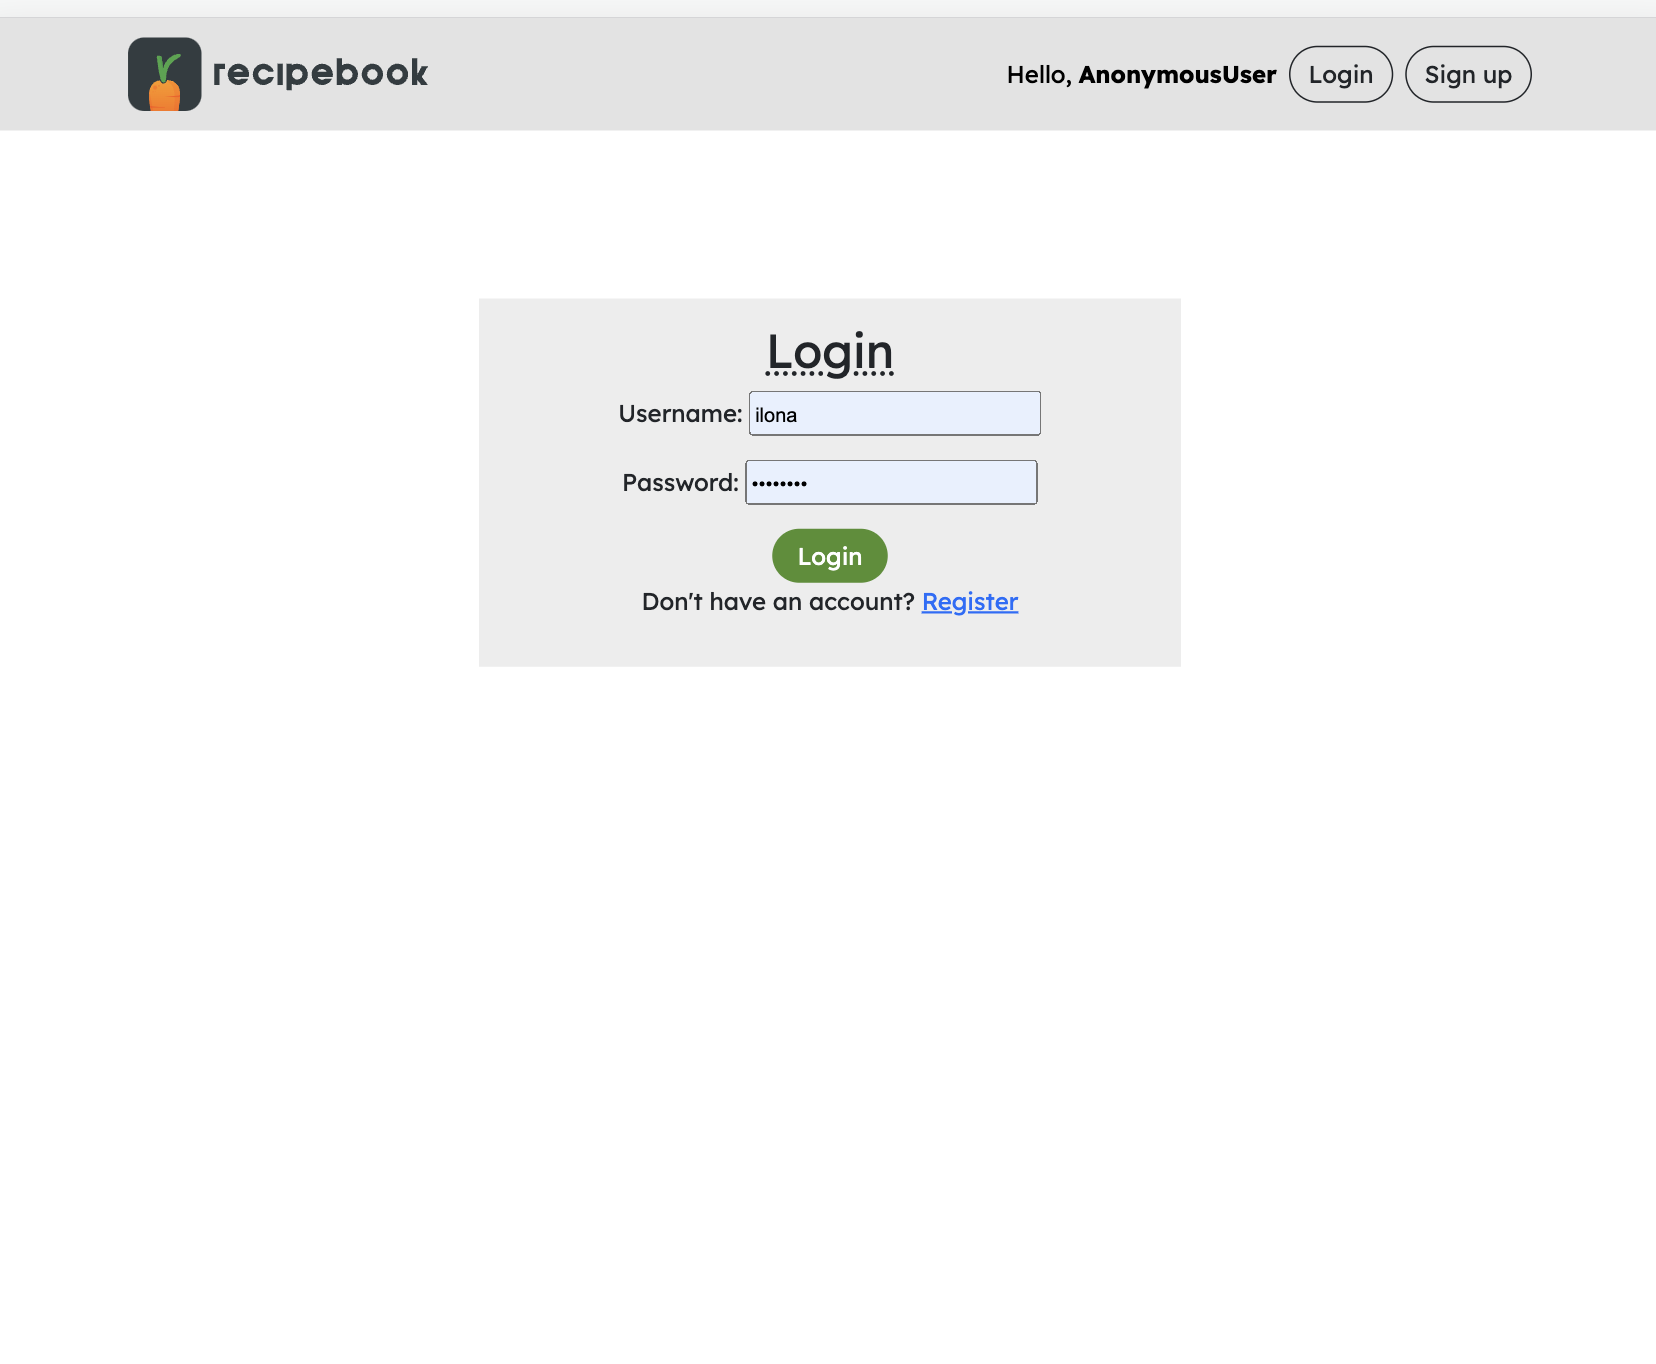 recipebook
Hello, AnonymousUser Login Sign up
Login
Username: ilona
Password: ••••••••
Login
Don't have an account? Register